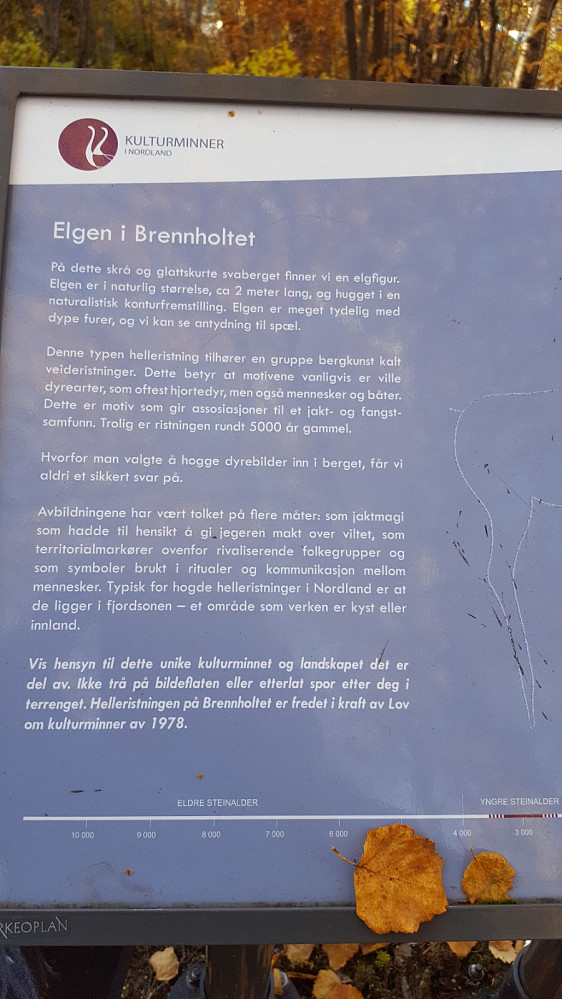 KULTURMINNER
I NORDLAND
Elgen i Brennholtet
På dette skrå og glattskurte svaberget finner vi en elgfigur.
Elgen er i naturlig størrelse, ca 2 meter lang, og hugget i en
naturalistisk konturfremstilling. Elgen er meget tydelig med
dype furer, og vi kan se antydning til spæl.
Denne typen helleristning tilhører en gruppe bergkunst kalt
veideristninger. Dette betyr at motivene vanligvis er ville
dyrearter, som oftest hjortedyr, men også mennesker og båter.
Dette er motiv som gir assosiasjoner til et jakt- og fangst-
samfunn. Trolig er ristningen rundt 5000 år gammel.
Hvorfor man valgte å hogge dyrebilder inn i berget, får vi
aldri et sikkert svar på.
Avbildningene har vært tolket på flere måter: som jaktmagi
som hadde til hensikt å gi jegeren makt over viltet, som
territorialmarkører ovenfor rivaliserende folkegrupper og
som symboler brukt i ritualer og kommunikasjon mellom
mennesker. Typisk for hogde helleristninger i Nordland er at
de ligger i fjordsonen – et område som verken er kyst eller
innland.
Vis hensyn til dette unike kulturminnet og landskapet det er
del av. Ikke trå på bildeflaten eller etterlat spor etter deg i
terrenget. Helleristningen på Brennholtet er fredet i kraft av Lov
om kulturminner av 1978.
ELDRE STEINALDER YNGRE STEINALDER
10 000 9 000 8 000 7 000 6 000 4 000 3 000
RKEOPLAN